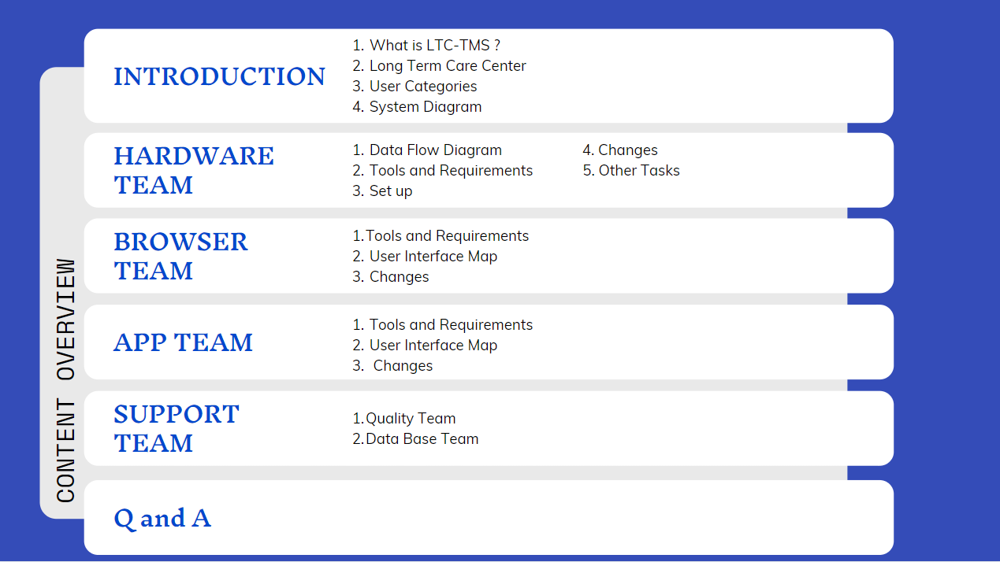 CONTENT OVERVIEW
INTRODUCTION
1. What is LTC-TMS ?
2. Long Term Care Center
3. User Categories
4. System Diagram
HARDWARE
TEAM
1. Data Flow Diagram
2. Tools and Requirements
3. Set up
4. Changes
5. Other Tasks
BROWSER
TEAM
1.Tools and Requirements
2. User Interface Map
3. Changes
APP TEAM
1. Tools and Requirements
2. User Interface Map
3. Changes
SUPPORT
TEAM
1.Quality Team
2.Data Base Team
Q and A